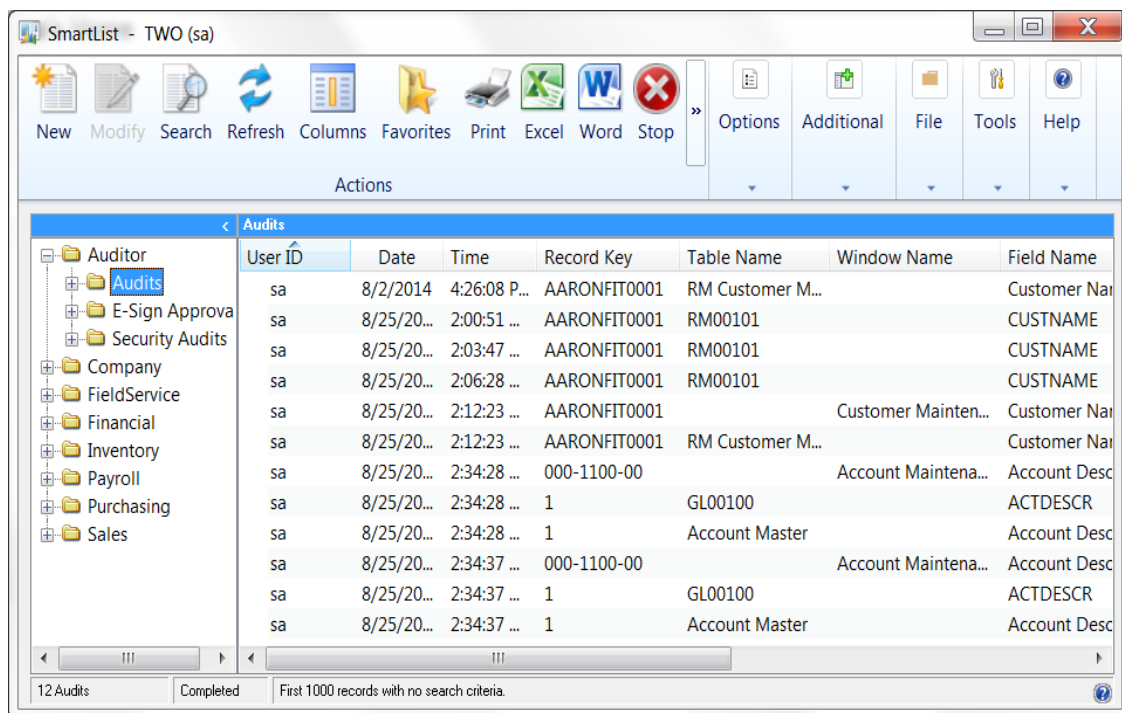 SmartList - TWO (sa)
New Modify Search Refresh Columns Favorites Print Excel Word Stop » Options Additional File Tools Help
Actions
Audits
Auditor
Audits
E-Sign Approva
Security Audits
Company
FieldService
Financial
Inventory
Payroll
Purchasing
Sales
User ID Date Time Record Key Table Name Window Name Field Name
sa 8/2/2014 4:26:08 P... AARONFIT0001 RM Customer M... Customer Nar
sa 8/25/20... 2:00:51 ... AARONFIT0001 RM00101 CUSTNAME
sa 8/25/20... 2:03:47 ... AARONFIT0001 RM00101 CUSTNAME
sa 8/25/20... 2:06:28 ... AARONFIT0001 RM00101 CUSTNAME
sa 8/25/20... 2:12:23 ... AARONFIT0001 Customer Mainten... Customer Nar
sa 8/25/20... 2:12:23 ... AARONFIT0001 RM Customer M... Customer Nar
sa 8/25/20... 2:34:28 ... 000-1100-00 Account Maintena... Account Desc
sa 8/25/20... 2:34:28 ... 1 GL00100 ACTDESCR
sa 8/25/20... 2:34:28 ... 1 Account Master Account Desc
sa 8/25/20... 2:34:37 ... 000-1100-00 Account Maintena... Account Desc
sa 8/25/20... 2:34:37 ... 1 GL00100 ACTDESCR
sa 8/25/20... 2:34:37 ... 1 Account Master Account Desc
12 Audits Completed First 1000 records with no search criteria.